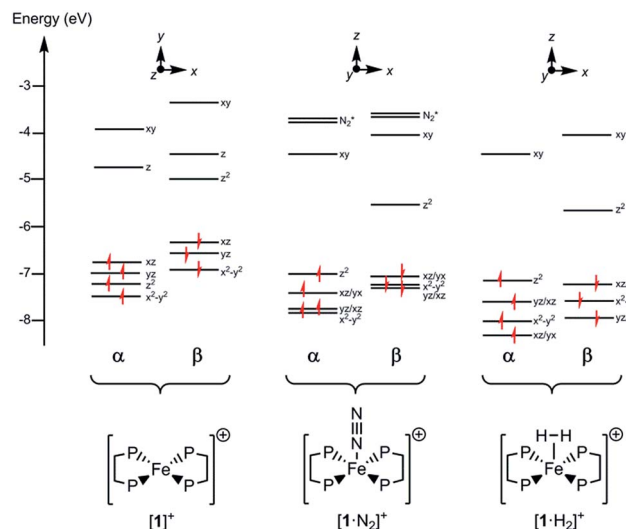 Energy (eV)
y
z x
z
y x
z
y x
-3
-4
-5
-6
-7
-8
xy
z
xz
yz
z²
x²-y²
α
xy
z
z²
xz
yz
x²-y²
β
N₂*
xy
z²
xz/yx
yz/xz
x²-y²
α
N₂*
xy
z²
xz/yx
x²-y²
yz/xz
β
xy
z²
yz/xz
x²-y²
xz/yx
α
xy
z²
xz
x²
yz
β
P P
Fe
P P
⊕
[1]⁺
N
N
P P
Fe
P P
⊕
[1·N₂]⁺
H-H
P P
Fe
P P
⊕
[1·H₂]⁺